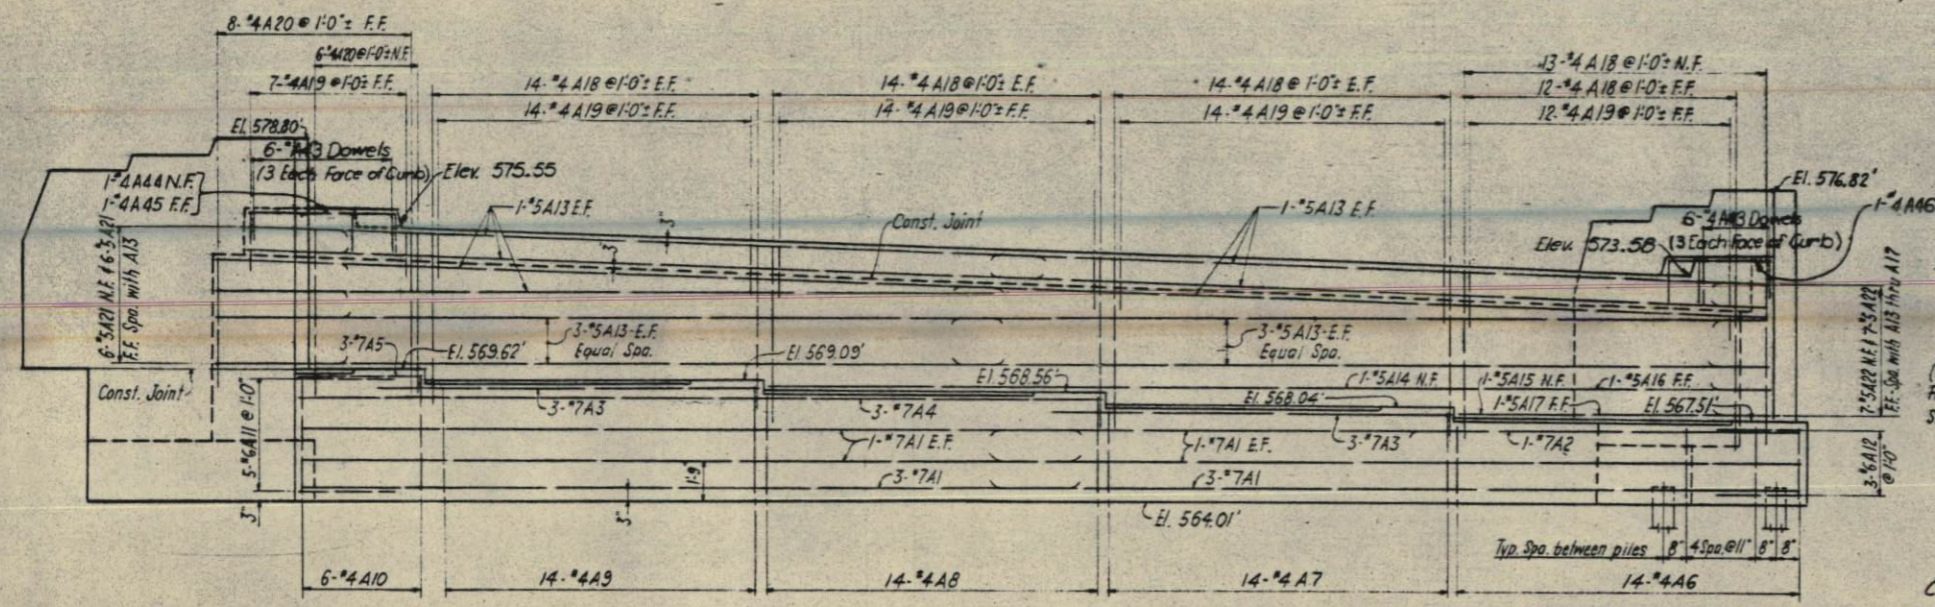 8-#4A20 @ 1'-0"± F.F.
6-#4A20 @ 1'-0"± N.F.
7-#4A19 @ 1'-0"± F.F.
14-#4A18 @ 1'-0"± E.F.
14-#4A19 @ 1'-0"± F.F.
14-#4A18 @ 1'-0"± E.F.
14-#4A19 @ 1'-0"± F.F.
14-#4A18 @ 1'-0"± E.F.
14-#4A19 @ 1'-0"± F.F.
13-#4A18 @ 1'-0"± N.F.
12-#4A18 @ 1'-0"± F.F.
12-#4A19 @ 1'-0"± F.F.
El. 578.80'
6-#4A43 Dowels
(3 Each Face of Curb)
Elev. 575.55
1-#4A44 N.F.
1-#4A45 F.F.
1-#5A13 E.F.
3"
3"
Const. Joint
1-#5A13 E.F.
El. 576.82'
1-#4A46
6-#4A43 Dowels
(3 Each Face of Curb)
Elev. 573.58
6-#5A21 N.F. & 6-#5A21
F.F. Spa. with A13
7-#5A22 N.F. & 7-#5A22
F.F. Spa. with A13 thru A17
3-#5A13-E.F.
Equal Spa.
3-#5A13-E.F.
Equal Spa.
3-#7A5
El. 569.62'
El. 569.09'
El. 568.56'
El. 568.04'
El. 567.51'
1-#5A14 N.F.
1-#5A15 N.F.
1-#5A16 F.F.
1-#5A17 F.F.
Const. Joint
3-#7A3
3-#7A4
3-#7A3
1-#7A2
1-#7A1 E.F.
1-#7A1 E.F.
5-#6A11 @ 1'-0"
3-#6A12
@ 1'-0"
1'-9"
3-#7A1
3-#7A1
3"
3"
El. 564.01'
Typ. Spa. between piles
8"
4 Spa. @ 11"
8"
8"
6-#4A10
14-#4A9
14-#4A8
14-#4A7
14-#4A6